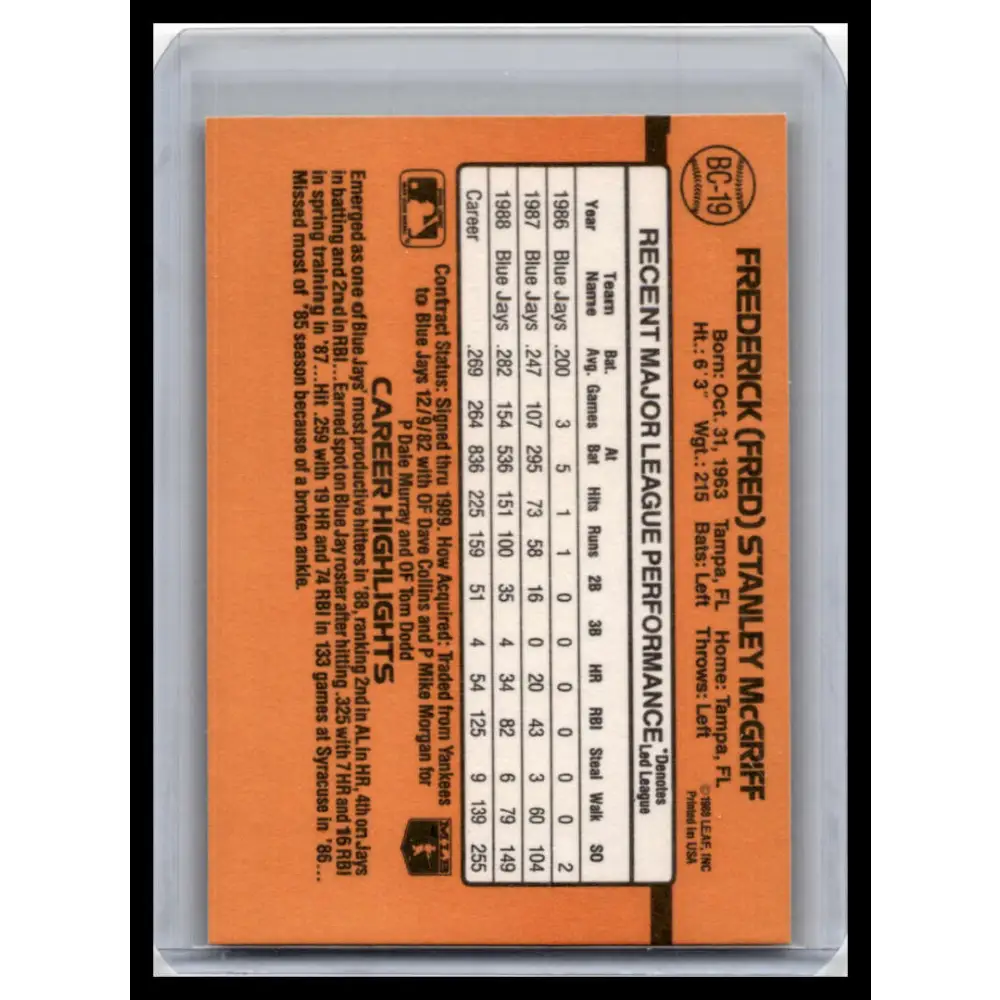 BC-19
FREDERICK (FRED) STANLEY McGRIFF
Born: Oct. 31, 1963 Tampa, FL Home: Tampa, FL
Ht.: 6'3" Wgt.: 215 Bats: Left Throws: Left
© 1988 LEAF, INC
Printed in USA
RECENT MAJOR LEAGUE PERFORMANCE
*Denotes
Led League
Year Team Name Bat. Avg. Games At Bat Hits Runs 2B 3B HR RBI Steal Walk SO
1986 Blue Jays .200 3 5 1 1 0 0 0 0 0 0 2
1987 Blue Jays .247 107 295 73 58 16 0 20 43 3 60 104
1988 Blue Jays .282 154 536 151 100 35 4 34 82 6 79 149
Career .269 264 836 225 159 51 4 54 125 9 139 255
Contract Status: Signed thru 1989. How Acquired: Traded from Yankees
to Blue Jays 12/9/82 with OF Dave Collins and P Mike Morgan for
P Dale Murray and OF Tom Dodd
MLB
CAREER HIGHLIGHTS
Emerged as one of Blue Jays' most productive hitters in '88, ranking 2nd in AL in HR, 4th on Jays
in batting and 2nd in RBI...Earned spot on Blue Jay roster after hitting .325 with 7 HR and 16 RBI
in spring training in '87...Hit .259 with 19 HR and 74 RBI in 133 games at Syracuse in '86...
Missed most of '85 season because of a broken ankle.